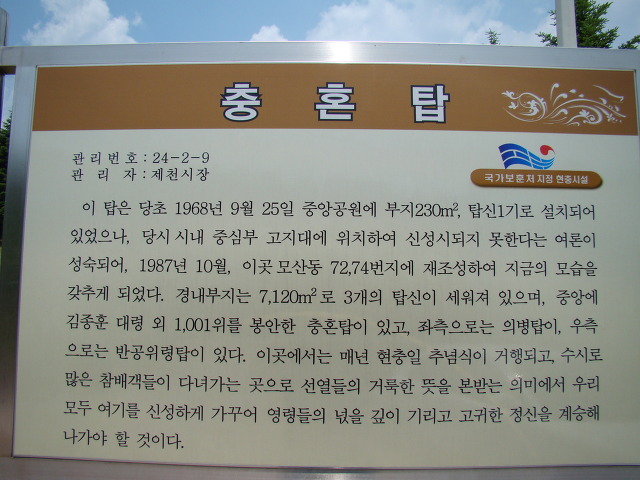 충 혼 탑
관리번호 : 24-2-9
관 리 자 : 제천시장
국가보훈처 지정 현충시설
이 탑은 당초 1968년 9월 25일 중앙공원에 부지230㎡, 탑신1기로 설치되어
있었으나, 당시 시내 중심부 고지대에 위치하여 신성시되지 못한다는 여론이
성숙되어, 1987년 10월, 이곳 모산동 72,74번지에 재조성하여 지금의 모습을
갖추게 되었다. 경내부지는 7,120㎡로 3개의 탑신이 세워져 있으며, 중앙에
김종훈 대령 외 1,001위를 봉안한 충혼탑이 있고, 좌측으로는 의병탑이, 우측
으로는 반공위령탑이 있다. 이곳에서는 매년 현충일 추념식이 거행되고, 수시로
많은 참배객들이 다녀가는 곳으로 선열들의 거룩한 뜻을 본받는 의미에서 우리
모두 여기를 신성하게 가꾸어 영령들의 넋을 깊이 기리고 고귀한 정신을 계승해
나가야 할 것이다.